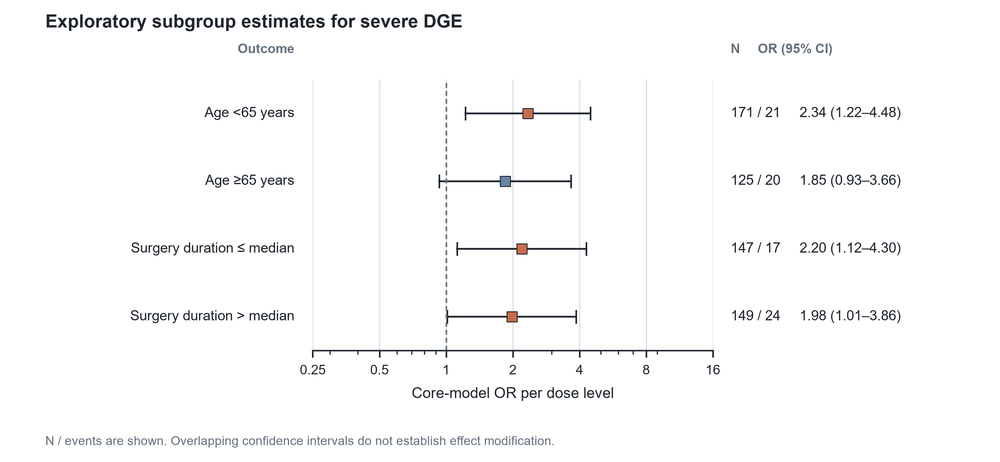 Exploratory subgroup estimates for severe DGE
Outcome N OR (95% CI)
Age <65 years 171 / 21 2.34 (1.22–4.48)
Age ≥65 years 125 / 20 1.85 (0.93–3.66)
Surgery duration ≤ median 147 / 17 2.20 (1.12–4.30)
Surgery duration > median 149 / 24 1.98 (1.01–3.86)
0.25 0.5 1 2 4 8 16
Core-model OR per dose level
N / events are shown. Overlapping confidence intervals do not establish effect modification.